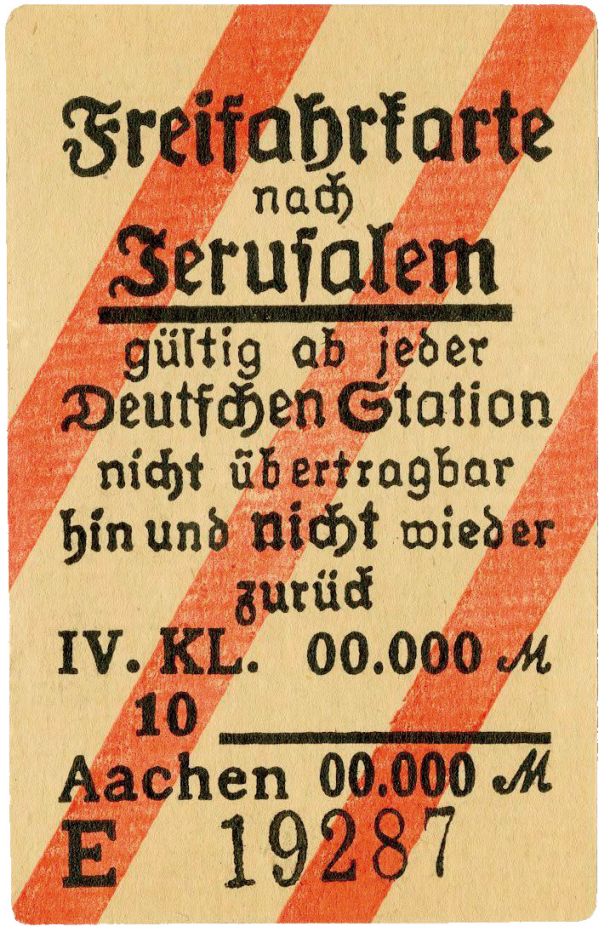 Freifahrkarte
nach
Jerusalem
gültig ab jeder
Deutschen Station
nicht übertragbar
hin und nicht wieder
zurück
IV. KL. 00.000 M
10
Aachen 00.000 M
E 19287